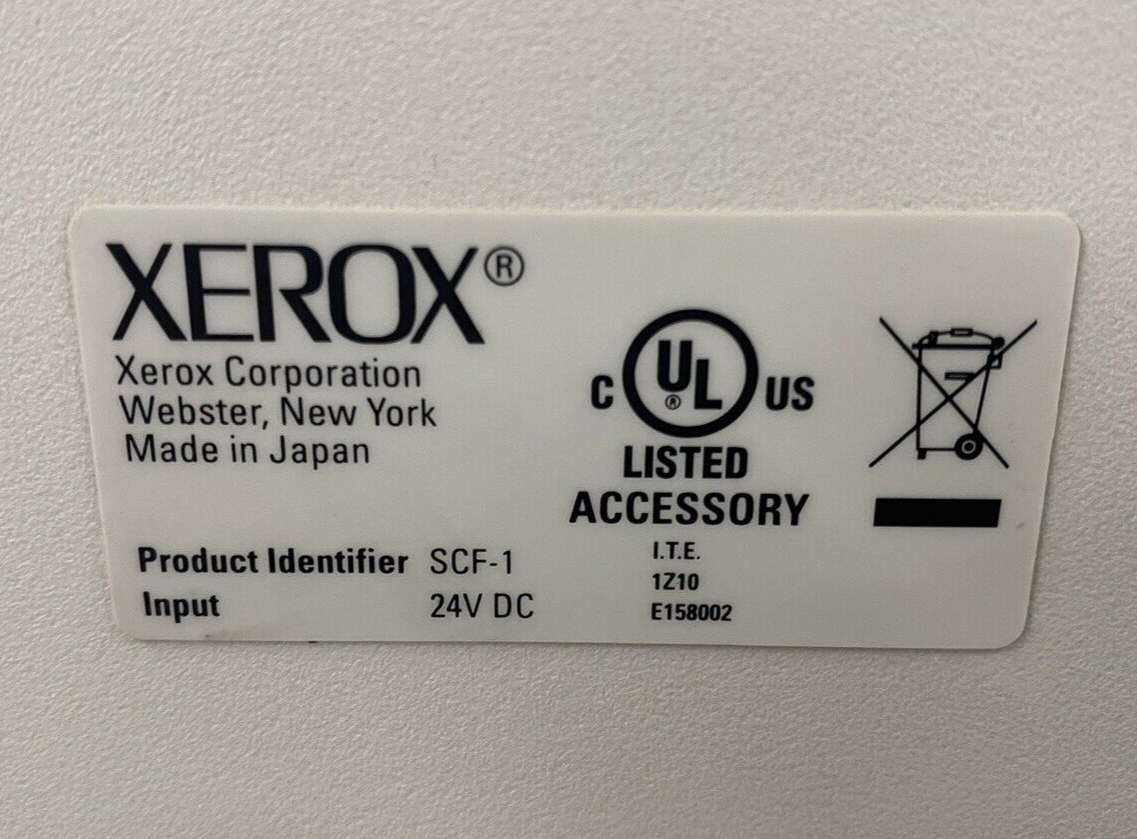 XEROX®
Xerox Corporation
Webster, New York
Made in Japan
C UL® US
LISTED
ACCESSORY
Product Identifier SCF-1
Input 24V DC
I.T.E.
1Z10
E158002